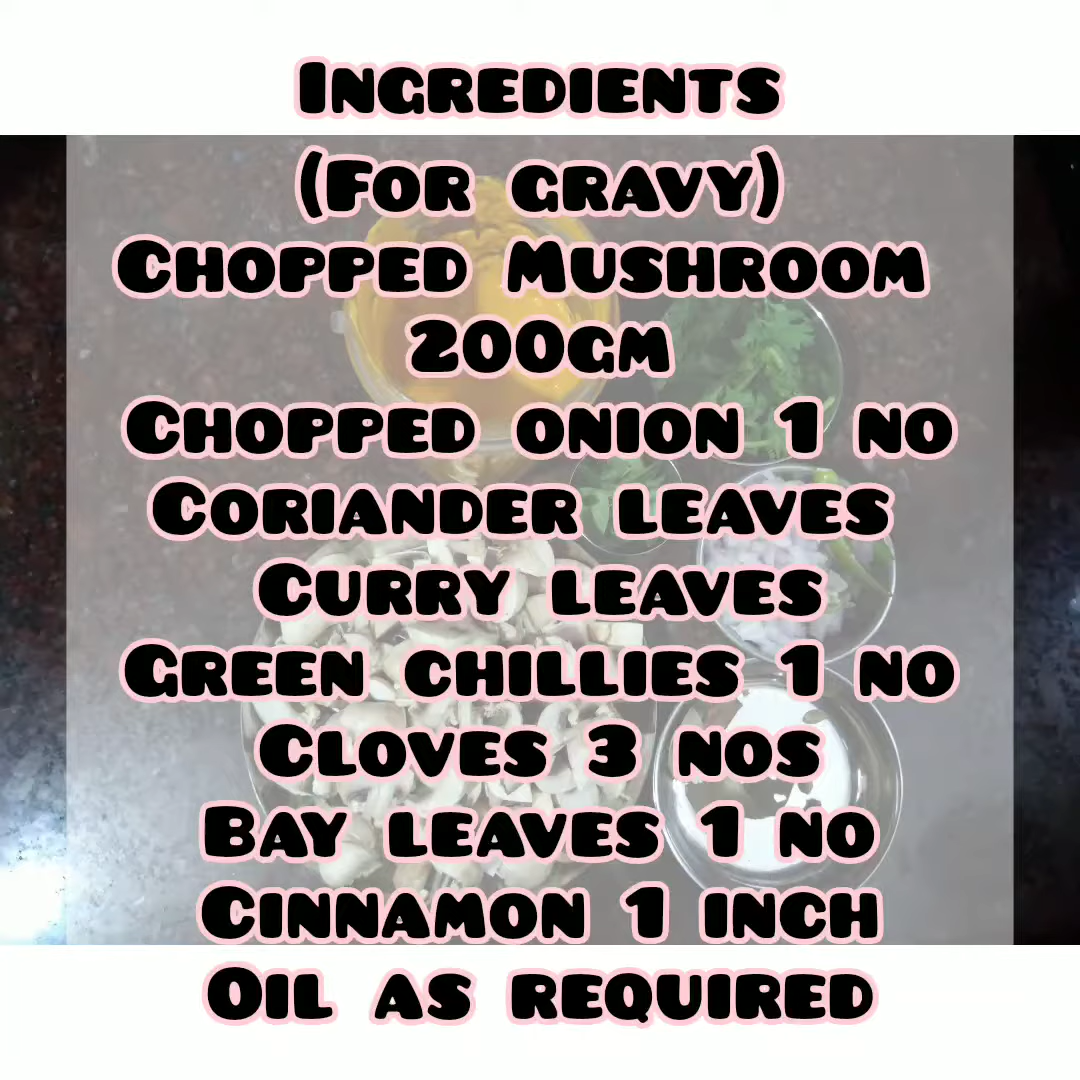 Ingredients
(For gravy)
Chopped Mushroom
200gm
Chopped onion 1 no
Coriander leaves
Curry leaves
Green chillies 1 no
Cloves 3 nos
Bay leaves 1 no
Cinnamon 1 inch
Oil as required